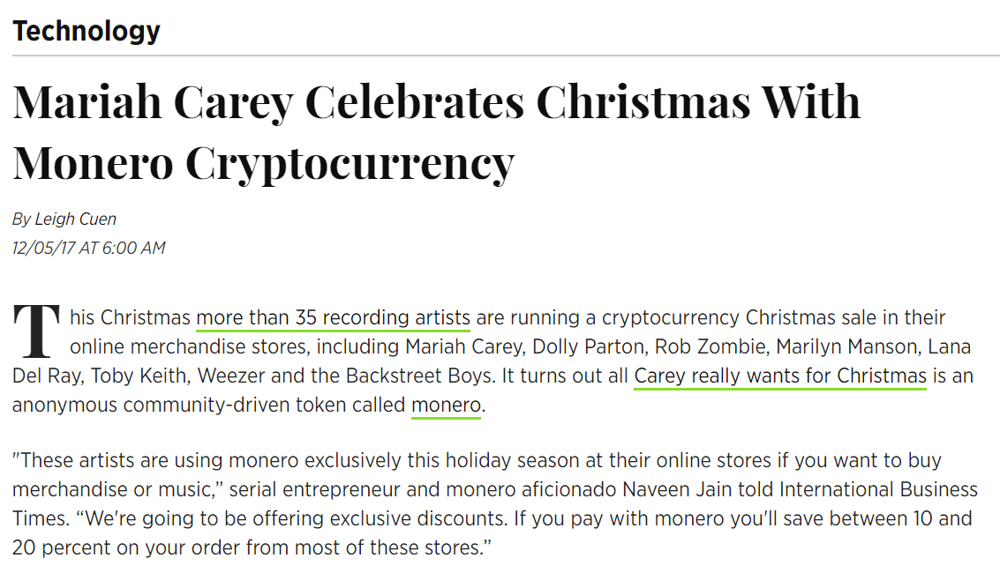 Technology
Mariah Carey Celebrates Christmas With
Monero Cryptocurrency
By Leigh Cuen
12/05/17 AT 6:00 AM
This Christmas more than 35 recording artists are running a cryptocurrency Christmas sale in their
online merchandise stores, including Mariah Carey, Dolly Parton, Rob Zombie, Marilyn Manson, Lana
Del Ray, Toby Keith, Weezer and the Backstreet Boys. It turns out all Carey really wants for Christmas is an
anonymous community-driven token called monero.
"These artists are using monero exclusively this holiday season at their online stores if you want to buy
merchandise or music,” serial entrepreneur and monero aficionado Naveen Jain told International Business
Times. “We're going to be offering exclusive discounts. If you pay with monero you'll save between 10 and
20 percent on your order from most of these stores.”